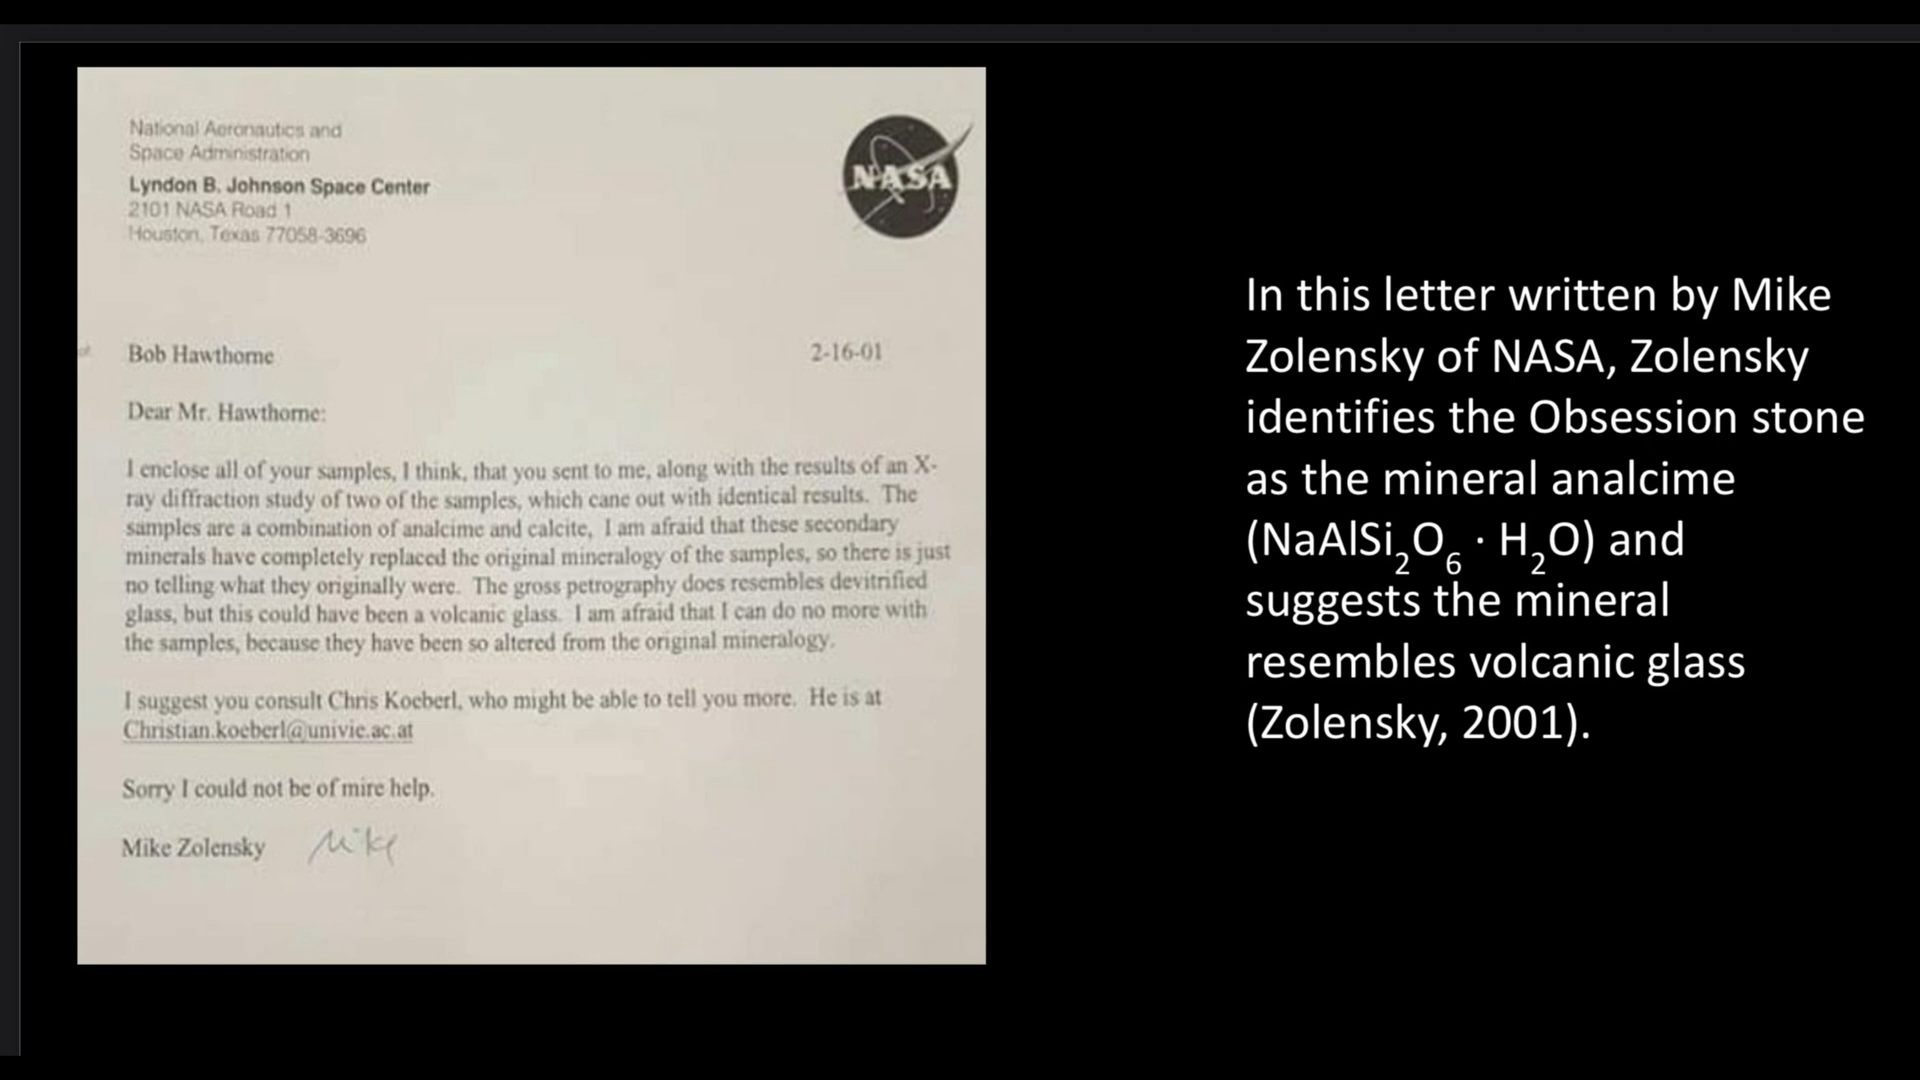 National Aeronautics and
Space Administration
Lyndon B. Johnson Space Center
2101 NASA Road 1
Houston, Texas 77058-3696
NASA
Bob Hawthorne
2-16-01
Dear Mr. Hawthorne:
I enclose all of your samples, I think, that you sent to me, along with the results of an X-
ray diffraction study of two of the samples, which cane out with identical results. The
samples are a combination of analcime and calcite, I am afraid that these secondary
minerals have completely replaced the original mineralogy of the samples, so there is just
no telling what they originally were. The gross petrography does resembles devitrified
glass, but this could have been a volcanic glass. I am afraid that I can do no more with
the samples, because they have been so altered from the original mineralogy.
I suggest you consult Chris Koeberl, who might be able to tell you more. He is at
Christian.koeberl@univie.ac.at
Sorry I could not be of mire help.
Mike Zolensky Mike
In this letter written by Mike
Zolensky of NASA, Zolensky
identifies the Obsession stone
as the mineral analcime
(NaAlSi₂O₆ · H₂O) and
suggests the mineral
resembles volcanic glass
(Zolensky, 2001).